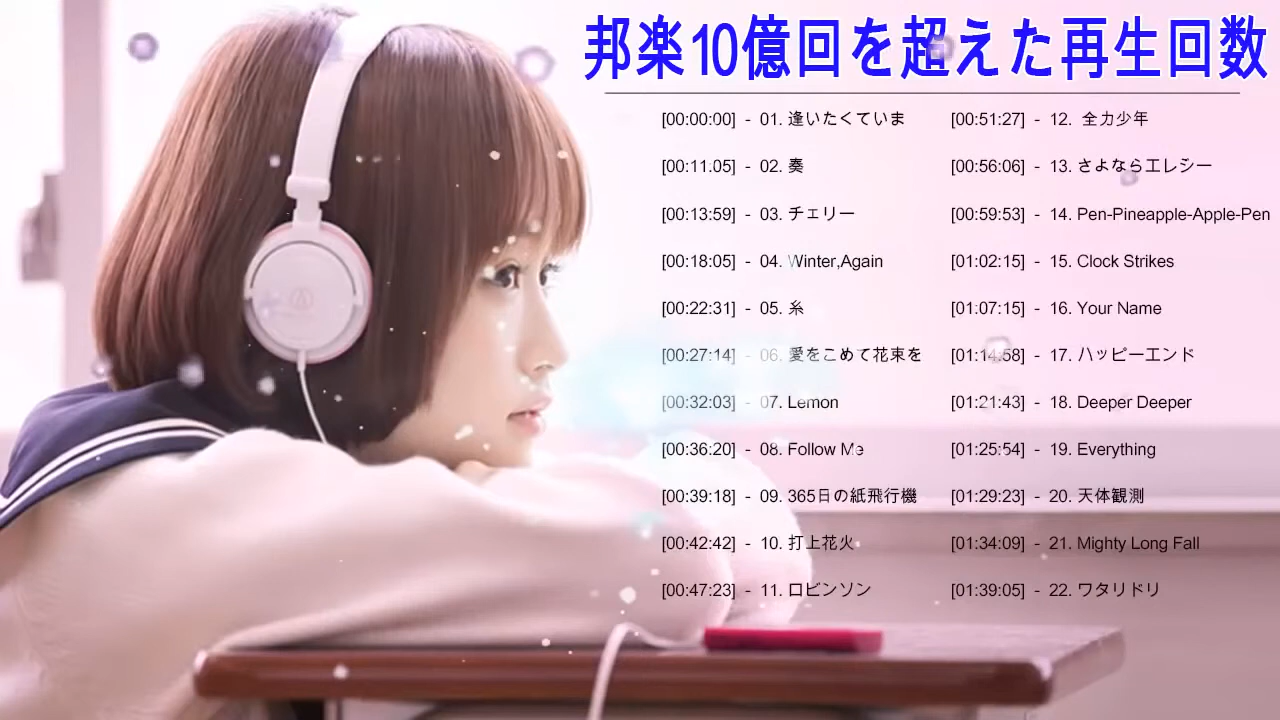 邦楽10億回を超えた再生回数
[00:00:00] - 01. 逢いたくていま
[00:11.05] - 02. 奏
[00:13:59] - 03. チェリー
[00:18:05] - 04. Winter,Again
[00:22:31] - 05. 糸
[00:27:14] - 06. 愛をこめて花束を
[00:32:03] - 07. Lemon
[00:36:20] - 08. Follow Me
[00:39:18] - 09. 365日の紙飛行機
[00:42:42] - 10. 打上花火
[00:47:23] - 11. ロビンソン
[00:51:27] - 12. 全力少年
[00:56:06] - 13. さよならエレジー
[00:59:53] - 14. Pen-Pineapple-Apple-Pen
[01:02:15] - 15. Clock Strikes
[01:07:15] - 16. Your Name
[01:14:58] - 17. ハッピーエンド
[01:21:43] - 18. Deeper Deeper
[01:25:54] - 19. Everything
[01:29:23] - 20. 天体観測
[01:34:09] - 21. Mighty Long Fall
[01:39:05] - 22. ワタリドリ